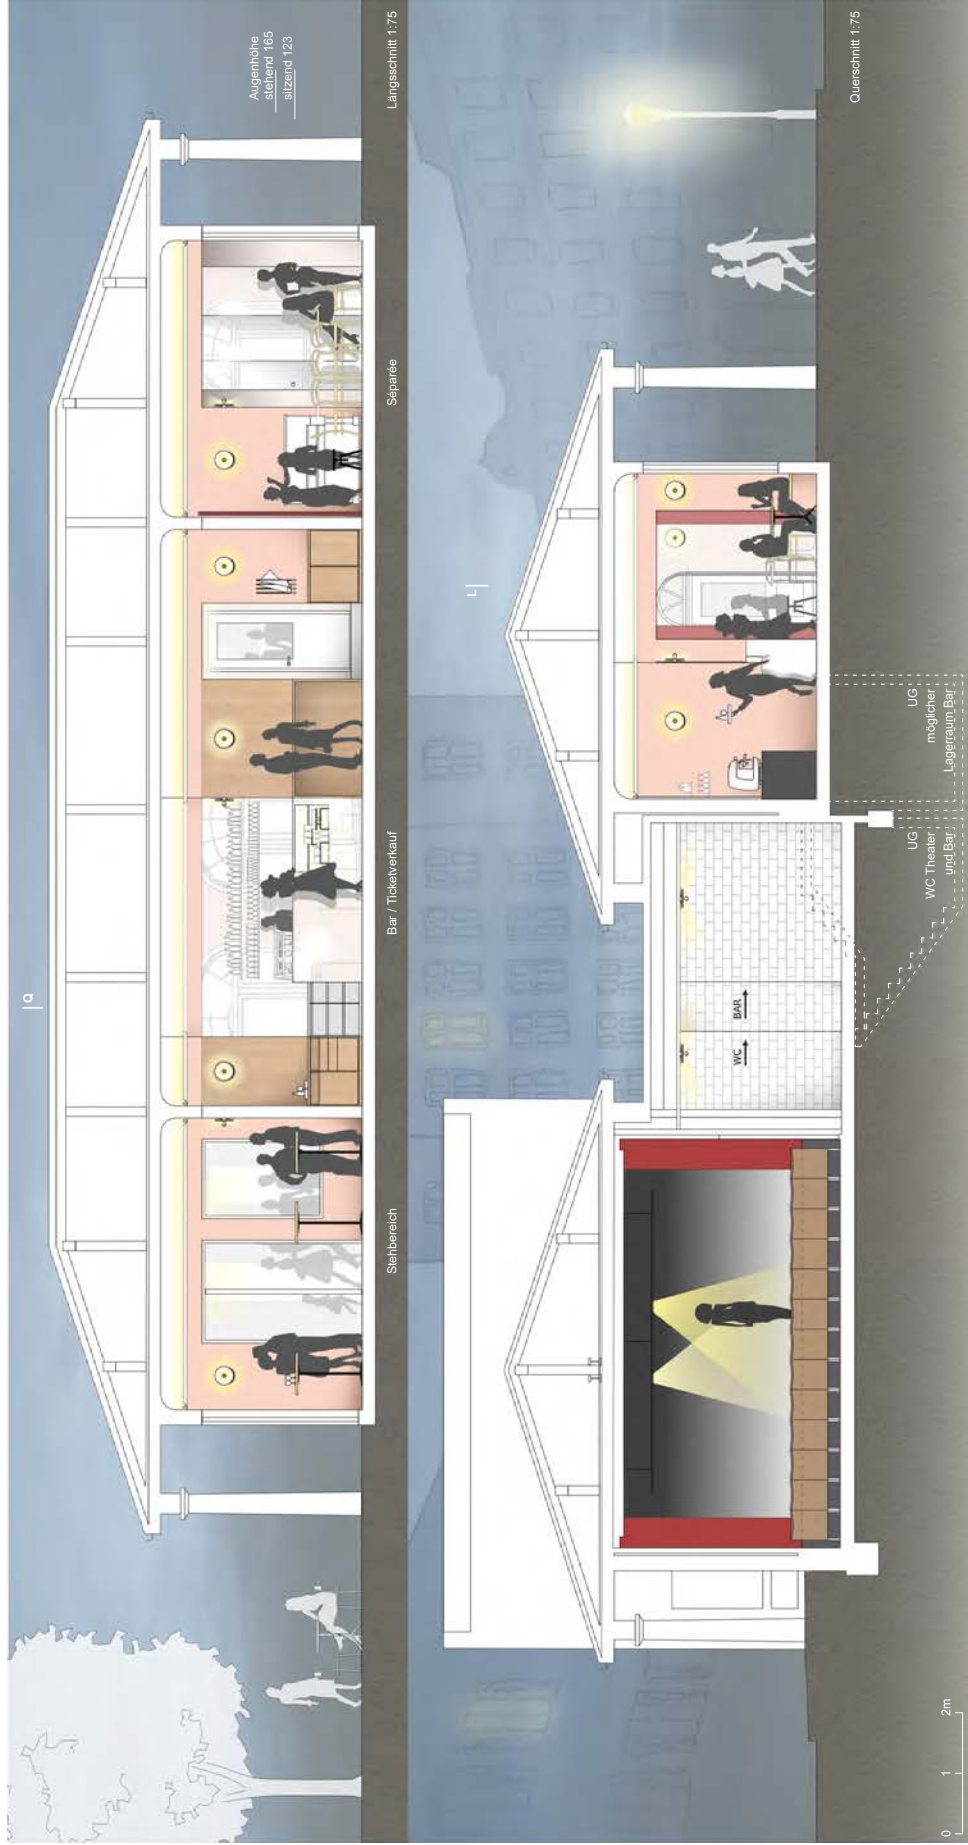 Q
Augenhöhe
stehend 165
sitzend 123
Stehbereich
Bar / Ticketverkauf
Séparée
Längsschnitt 1:75
L
WC
BAR
UG
WC Theater
und Bar
UG
möglicher
Lagerraum Bar
0 1 2m
Querschnitt 1:75